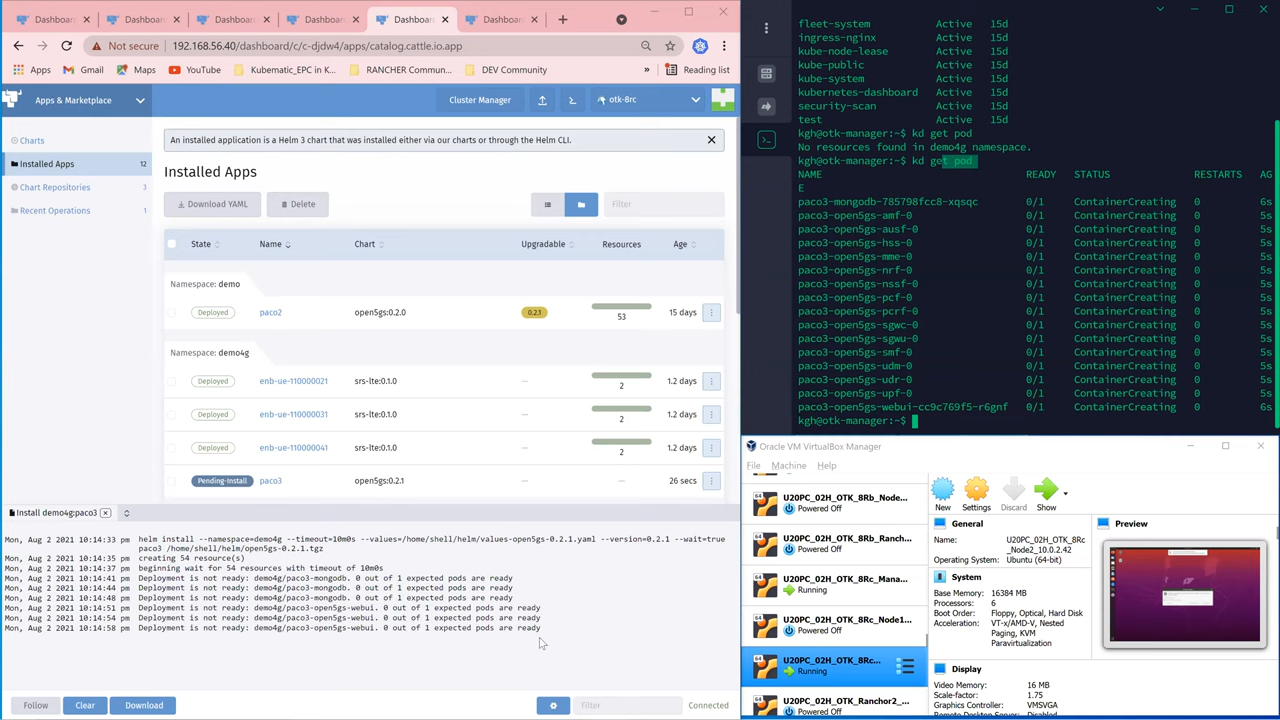 Dashboard
Dashboard
Dashboard
Dashboard
Dashboard
Dashboard
Not secure
192.168.56.40/dashboard/c/c-djdw4/apps/catalog.cattle.io.app
Apps
Gmail
Maps
YouTube
Kubematic_EPC in K...
RANCHER Commun...
DEV Community
»
Reading list
Apps & Marketplace
Cluster Manager
otk-8rc
Charts
Installed Apps 12
Chart Repositories 3
Recent Operations 1
An installed application is a Helm 3 chart that was installed either via our charts or through the Helm CLI.
Installed Apps
Download YAML
Delete
Filter
State Name Chart Upgradable Resources Age
Namespace: demo
Deployed paco2 open5gs:0.2.0 0.2.1 53 15 days
Namespace: demo4g
Deployed enb-ue-110000021 srs-lte:0.1.0 — 2 1.2 days
Deployed enb-ue-110000031 srs-lte:0.1.0 — 2 1.2 days
Deployed enb-ue-110000041 srs-lte:0.1.0 — 2 1.2 days
Pending-Install paco3 open5gs:0.2.1 — — 26 secs
Install demo4g:paco3
Mon, Aug 2 2021 10:14:33 pm helm install --namespace=demo4g --timeout=10m0s --values=/home/shell/helm/values-open5gs-0.2.1.yaml --version=0.2.1 --wait=true
paco3 /home/shell/helm/open5gs-0.2.1.tgz
Mon, Aug 2 2021 10:14:35 pm creating 54 resource(s)
Mon, Aug 2 2021 10:14:37 pm beginning wait for 54 resources with timeout of 10m0s
Mon, Aug 2 2021 10:14:41 pm Deployment is not ready: demo4g/paco3-mongodb. 0 out of 1 expected pods are ready
Mon, Aug 2 2021 10:14:44 pm Deployment is not ready: demo4g/paco3-mongodb. 0 out of 1 expected pods are ready
Mon, Aug 2 2021 10:14:48 pm Deployment is not ready: demo4g/paco3-mongodb. 0 out of 1 expected pods are ready
Mon, Aug 2 2021 10:14:51 pm Deployment is not ready: demo4g/paco3-open5gs-webui. 0 out of 1 expected pods are ready
Mon, Aug 2 2021 10:14:54 pm Deployment is not ready: demo4g/paco3-open5gs-webui. 0 out of 1 expected pods are ready
Mon, Aug 2 2021 10:14:58 pm Deployment is not ready: demo4g/paco3-open5gs-webui. 0 out of 1 expected pods are ready
Follow
Clear
Download
Filter
Connected
fleet-system Active 15d
ingress-nginx Active 15d
kube-node-lease Active 15d
kube-public Active 15d
kube-system Active 15d
kubernetes-dashboard Active 15d
security-scan Active 15d
test Active 15d
kgh@otk-manager:~$ kd get pod
No resources found in demo4g namespace.
kgh@otk-manager:~$ kd get pod
NAME READY STATUS RESTARTS AG
E
paco3-mongodb-785798fcc8-xqsqc 0/1 ContainerCreating 0 6s
paco3-open5gs-amf-0 0/1 ContainerCreating 0 5s
paco3-open5gs-ausf-0 0/1 ContainerCreating 0 5s
paco3-open5gs-hss-0 0/1 ContainerCreating 0 5s
paco3-open5gs-mme-0 0/1 ContainerCreating 0 5s
paco3-open5gs-nrf-0 0/1 ContainerCreating 0 5s
paco3-open5gs-nssf-0 0/1 ContainerCreating 0 5s
paco3-open5gs-pcf-0 0/1 ContainerCreating 0 5s
paco3-open5gs-pcrf-0 0/1 ContainerCreating 0 5s
paco3-open5gs-sgwc-0 0/1 ContainerCreating 0 5s
paco3-open5gs-sgwu-0 0/1 ContainerCreating 0 5s
paco3-open5gs-smf-0 0/1 ContainerCreating 0 5s
paco3-open5gs-udm-0 0/1 ContainerCreating 0 5s
paco3-open5gs-udr-0 0/1 ContainerCreating 0 5s
paco3-open5gs-upf-0 0/1 ContainerCreating 0 5s
paco3-open5gs-webui-cc9c769f5-r6gnf 0/1 ContainerCreating 0 6s
kgh@otk-manager:~$
Oracle VM VirtualBox Manager
File Machine Help
U20PC_02H_OTK_8Rb_Node...
Powered Off
U20PC_02H_OTK_8Rb_Ranch...
Powered Off
U20PC_02H_OTK_8Rc_Mana...
Running
U20PC_02H_OTK_8Rc_Node1...
Powered Off
U20PC_02H_OTK_8Rc...
Running
U20PC_02H_OTK_Ranchor2_...
Powered Off
New
Settings
Discard
Show
General
Name: U20PC_02H_OTK_8Rc
_Node2_10.0.2.42
Operating System: Ubuntu (64-bit)
System
Base Memory: 16384 MB
Processors: 6
Boot Order: Floppy, Optical, Hard Disk
Acceleration: VT-x/AMD-V, Nested
Paging, KVM
Paravirtualization
Display
Video Memory: 16 MB
Scale-factor: 1.75
Graphics Controller: VMSVGA
Remote Desktop Server: Disabled
Preview